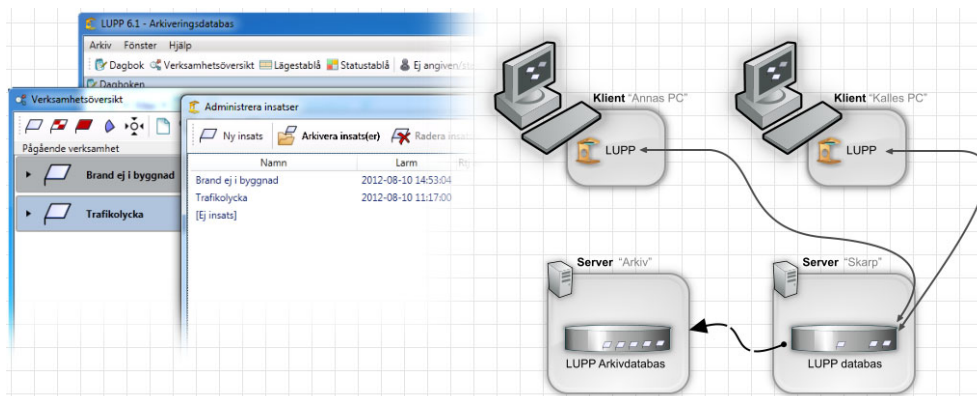 LUPP 6.1 - Arkiveringsdatabas
Arkiv Fönster Hjälp
Dagbok Verksamhetsöversikt Lägestablå Statustablå Ej angiven/
Dagboken
Verksamhetsöversikt
Pågående verksamhet
Brand ej i byggnad
Trafikolycka
Administrera insatser
Ny insats Arkivera insats(er) Radera
Namn Larm
Brand ej i byggnad 2012-08-10 14:53:04
Trafikolycka 2012-08-10 11:17:00
[Ej insats]
Klient "Annas PC"
LUPP
Klient "Kalles PC"
LUPP
Server "Arkiv"
LUPP Arkivdatabas
Server "Skarp"
LUPP databas